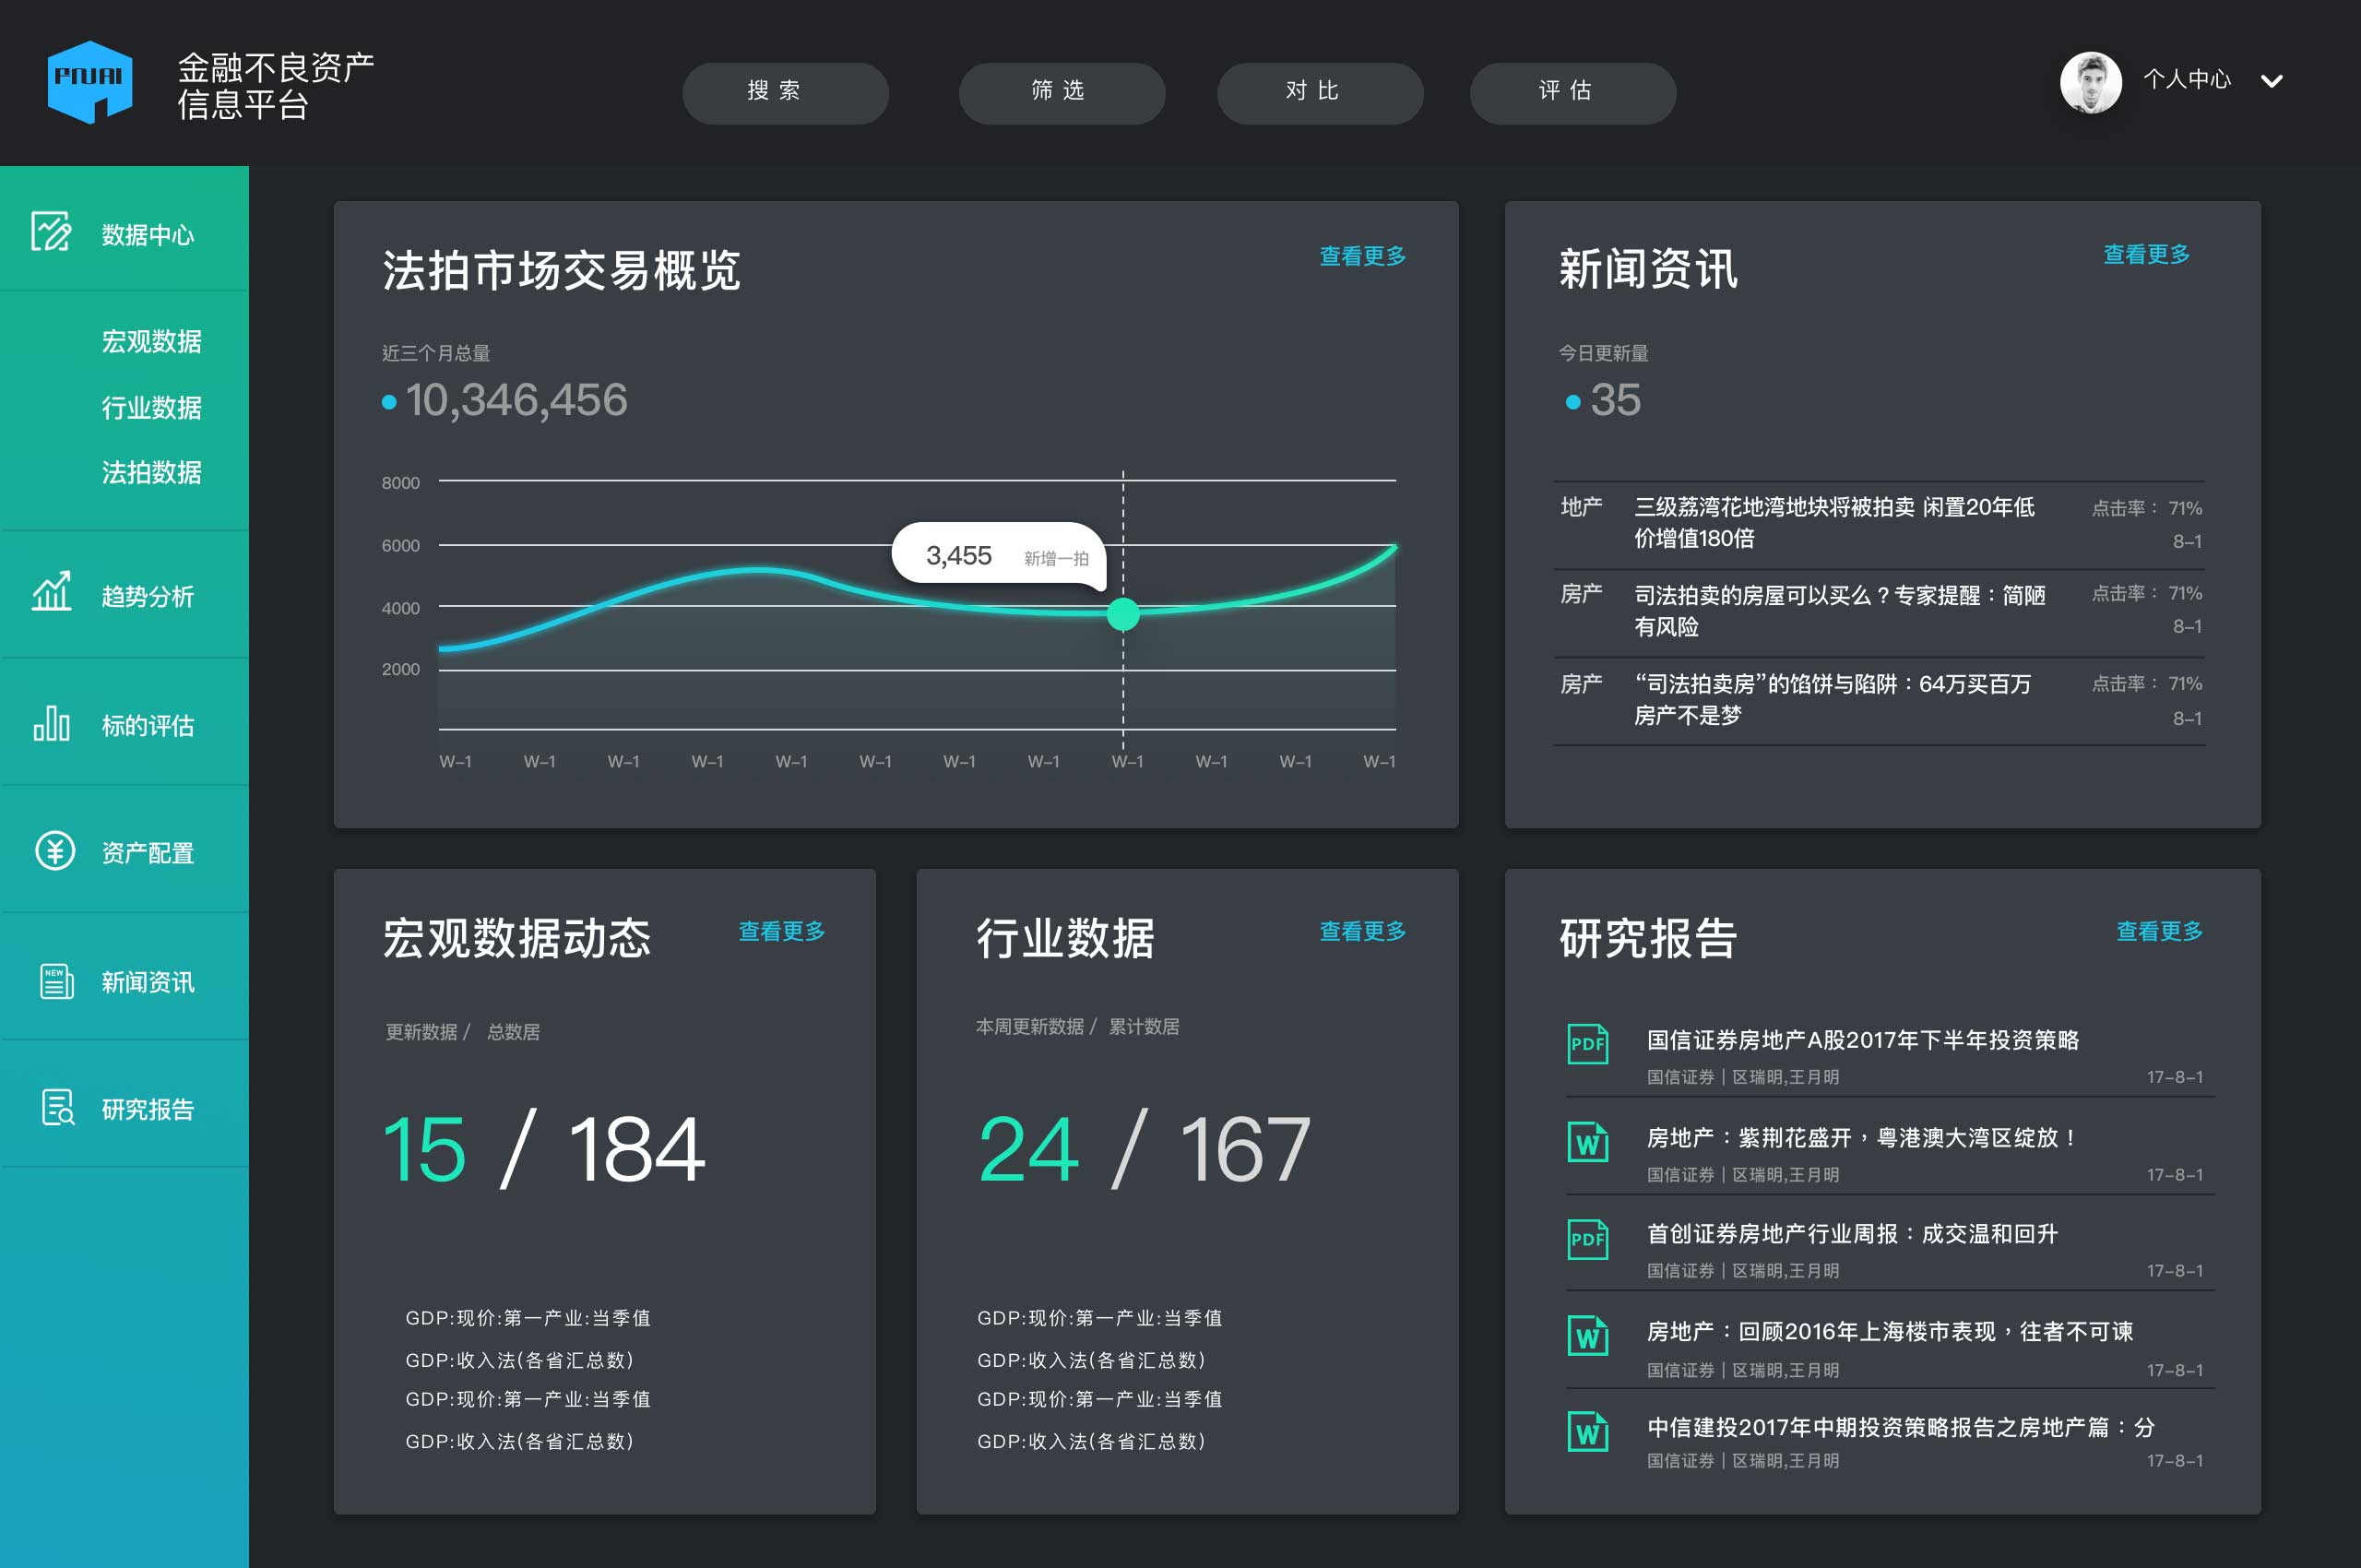 PNJAI
金融不良资产
信息平台
搜 索
筛 选
对 比
评 估
个人中心
数据中心
宏观数据
行业数据
法拍数据
趋势分析
标的评估
资产配置
NEW
新闻资讯
研究报告
法拍市场交易概览
查看更多
近三个月总量
10,346,456
8000
6000
4000
2000
3,455 新增一拍
W–1 W–1 W–1 W–1 W–1 W–1 W–1 W–1 W–1 W–1 W–1 W–1
新闻资讯
查看更多
今日更新量
35
地产 三级荔湾花地湾地块将被拍卖 闲置20年低 点击率： 71%
价增值180倍 8–1
房产 司法拍卖的房屋可以买么？专家提醒：简陋 点击率： 71%
有风险 8–1
房产 “司法拍卖房”的馅饼与陷阱：64万买百万 点击率： 71%
房产不是梦 8–1
宏观数据动态
查看更多
更新数据 / 总数居
15 / 184
GDP:现价:第一产业:当季值
GDP:收入法(各省汇总数)
GDP:现价:第一产业:当季值
GDP:收入法(各省汇总数)
行业数据
查看更多
本周更新数据 / 累计数居
24 / 167
GDP:现价:第一产业:当季值
GDP:收入法(各省汇总数)
GDP:现价:第一产业:当季值
GDP:收入法(各省汇总数)
研究报告
查看更多
PDF 国信证券房地产A股2017年下半年投资策略
国信证券｜区瑞明,王月明 17–8–1
W 房地产：紫荆花盛开，粤港澳大湾区绽放！
国信证券｜区瑞明,王月明 17–8–1
PDF 首创证券房地产行业周报：成交温和回升
国信证券｜区瑞明,王月明 17–8–1
W 房地产：回顾2016年上海楼市表现，往者不可谏
国信证券｜区瑞明,王月明 17–8–1
W 中信建投2017年中期投资策略报告之房地产篇：分
国信证券｜区瑞明,王月明 17–8–1